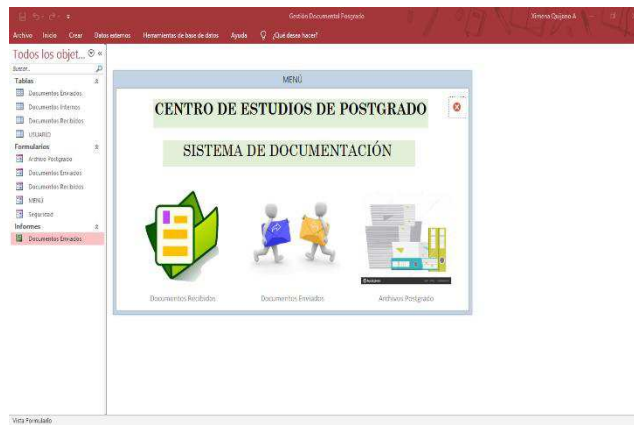 Gestión Documental Posgrado
Ximena Quijano A
Archivo Inicio Crear Datos externos Herramientas de base de datos Ayuda ¿Qué desea hacer?
Todos los objet...
Buscar...
Tablas
Documentos Enviados
Documentos Internos
Documentos Recibidos
USUARIO
Formularios
Archivo Postgrado
Documentos Enviados
Documentos Recibidos
MENÚ
Seguridad
Informes
Documentos Enviados
MENÚ
CENTRO DE ESTUDIOS DE POSTGRADO
SISTEMA DE DOCUMENTACIÓN
Documentos Recibidos
Documentos Enviados
Archivos Postgrado
Vista Formulario